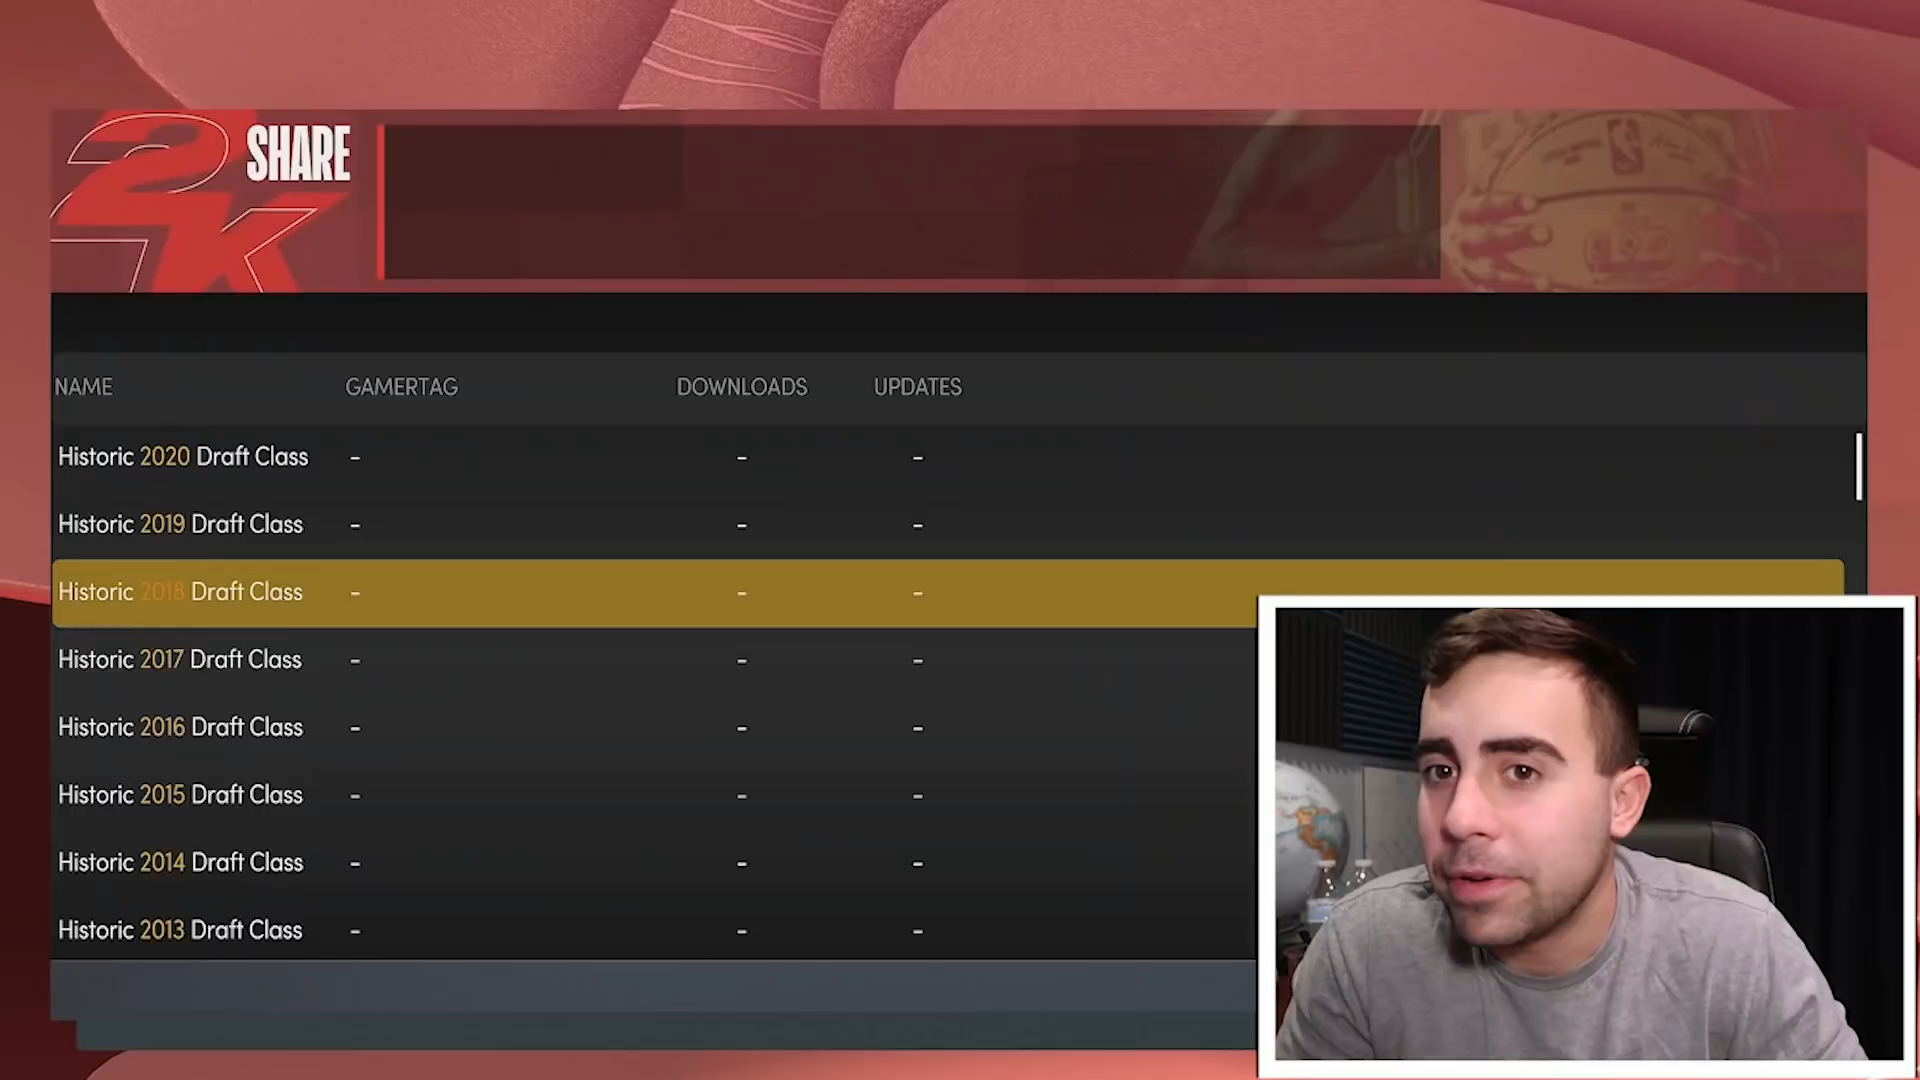 2K SHARE
NAME GAMERTAG DOWNLOADS UPDATES
Historic 2020 Draft Class - - -
Historic 2019 Draft Class - - -
Historic 2018 Draft Class - - -
Historic 2017 Draft Class - - -
Historic 2016 Draft Class - - -
Historic 2015 Draft Class - - -
Historic 2014 Draft Class - - -
Historic 2013 Draft Class - - -